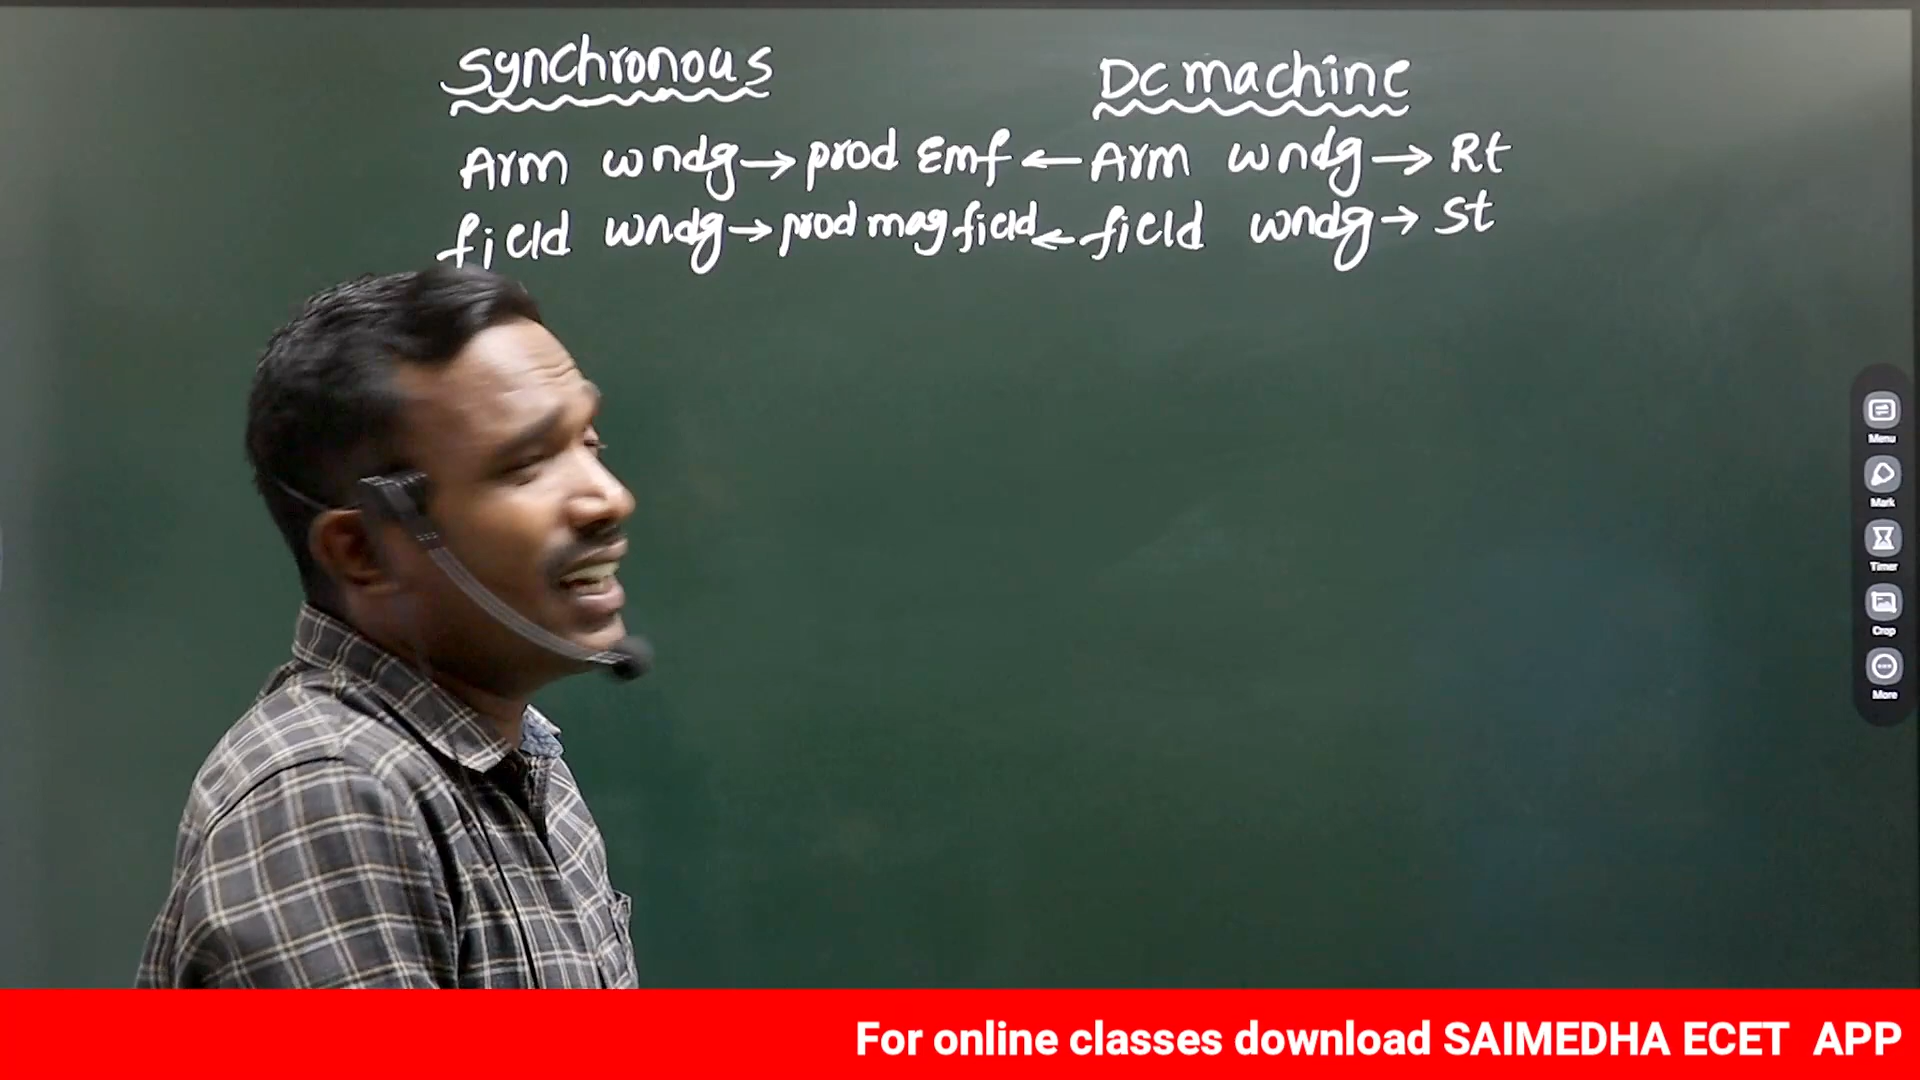 Synchronous Dc machine
Arm wndg → prod Emf ← Arm wndg → Rt
field wndg → prod mag field ← field wndg → St
Menu
Mark
Timer
Crop
More
For online classes download SAIMEDHA ECET APP